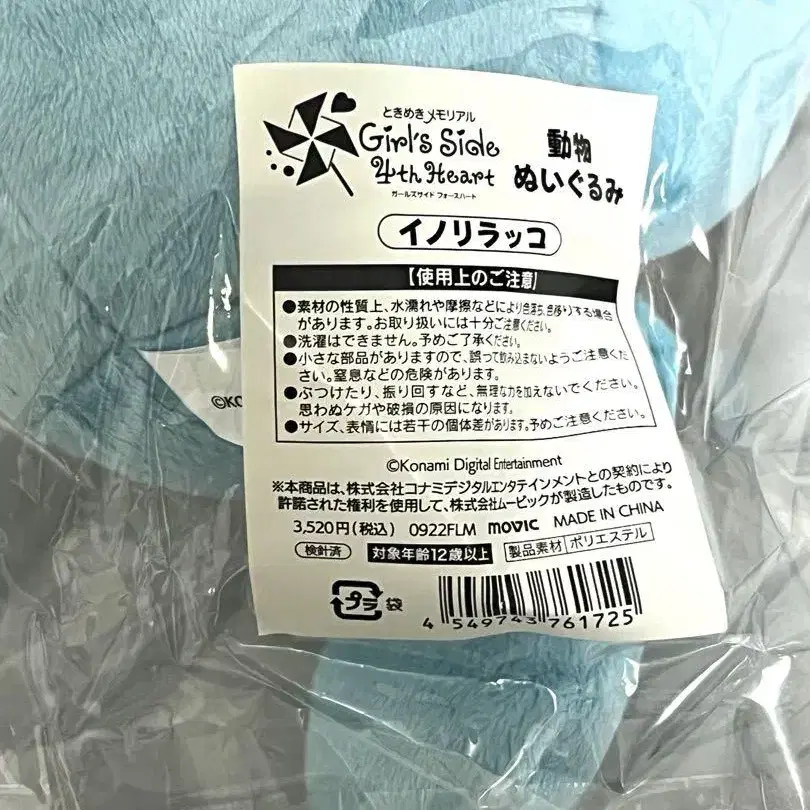 ときめきメモリアル
Girl's Side
4th Heart
ガールズサイド フォースハート
動物
ぬいぐるみ
イノリラッコ
【使用上のご注意】
●素材の性質上、水濡れや摩擦などにより色落ち、色移りする場合
があります。お取り扱いには十分ご注意ください。
●洗濯はできません。予めご了承ください。
●小さな部品がありますので、誤って飲み込まないようご注意くだ
さい。窒息などの危険があります。
●ぶつけたり、振り回すなど、無理な力を加えないでください。
思わぬケガや破損の原因になります。
●サイズ、表情には若干の個体差があります。予めご注意ください。
©KO
©Konami Digital Entertainment
※本商品は、株式会社コナミデジタルエンタテインメントとの契約により
許諾された権利を使用して、株式会社ムービックが製造したものです。
3,520円(税込) 0922FLM movic MADE IN CHINA
検針済 対象年齢12歳以上 製品素材 ポリエステル
プラ 袋
4 549743 761725